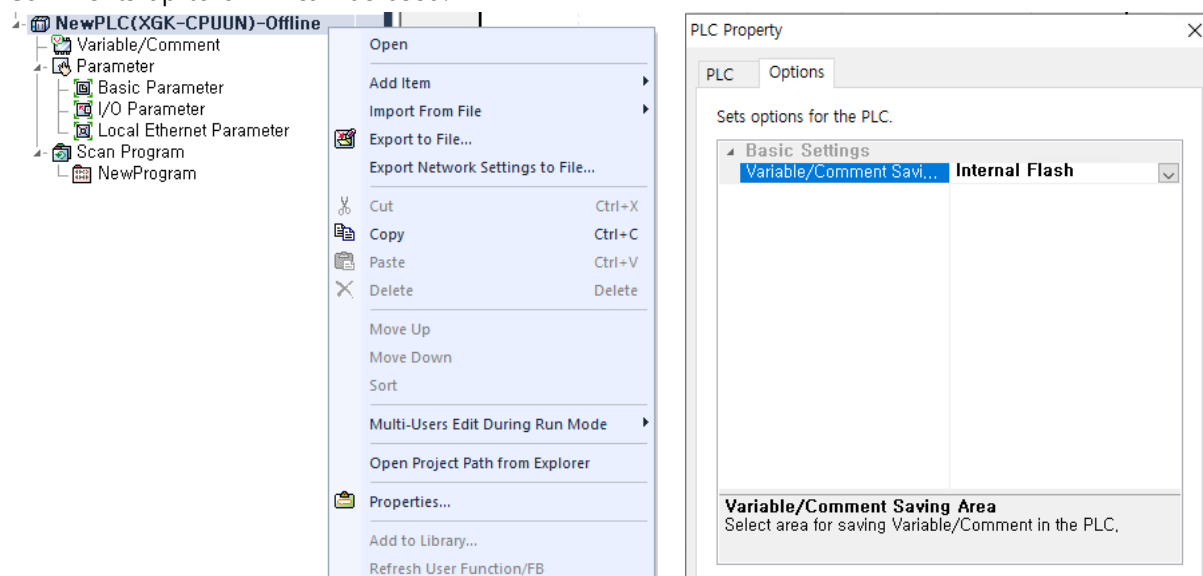 NewPLC(XGK-CPUUN)-Offline
Variable/Comment
Parameter
Basic Parameter
I/O Parameter
Local Ethernet Parameter
Scan Program
NewProgram
Open
Add Item
Import From File
Export to File...
Export Network Settings to File...
Cut Ctrl+X
Copy Ctrl+C
Paste Ctrl+V
Delete Delete
Move Up
Move Down
Sort
Multi-Users Edit During Run Mode
Open Project Path from Explorer
Properties...
Add to Library...
Refresh User Function/FB
PLC Property
PLC Options
Sets options for the PLC.
Basic Settings
Variable/Comment Savi... Internal Flash
Variable/Comment Saving Area
Select area for saving Variable/Comment in the PLC,